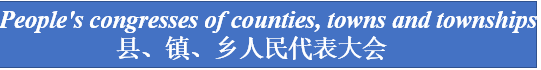 People's congresses of counties, towns and townships
县、镇、乡人民代表大会